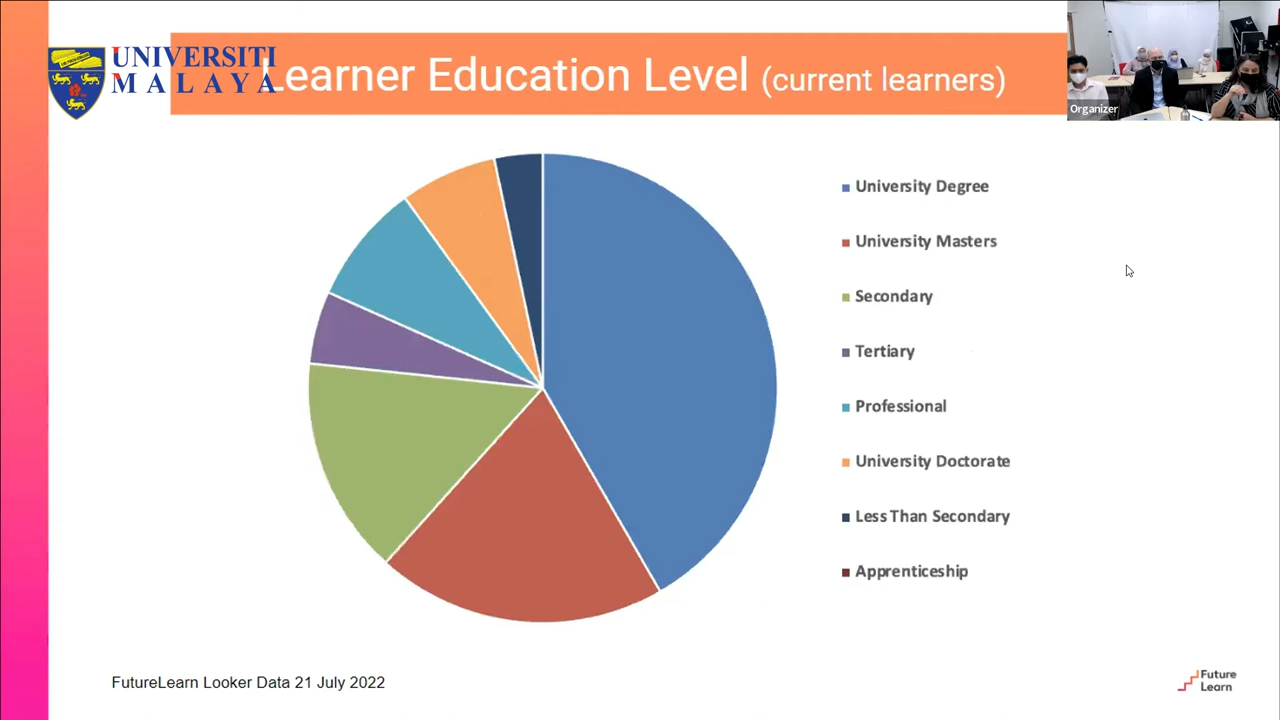 UNIVERSITI
MALAYA
Learner Education Level (current learners)
Organizer
University Degree
University Masters
Secondary
Tertiary
Professional
University Doctorate
Less Than Secondary
Apprenticeship
FutureLearn Looker Data 21 July 2022
Future
Learn